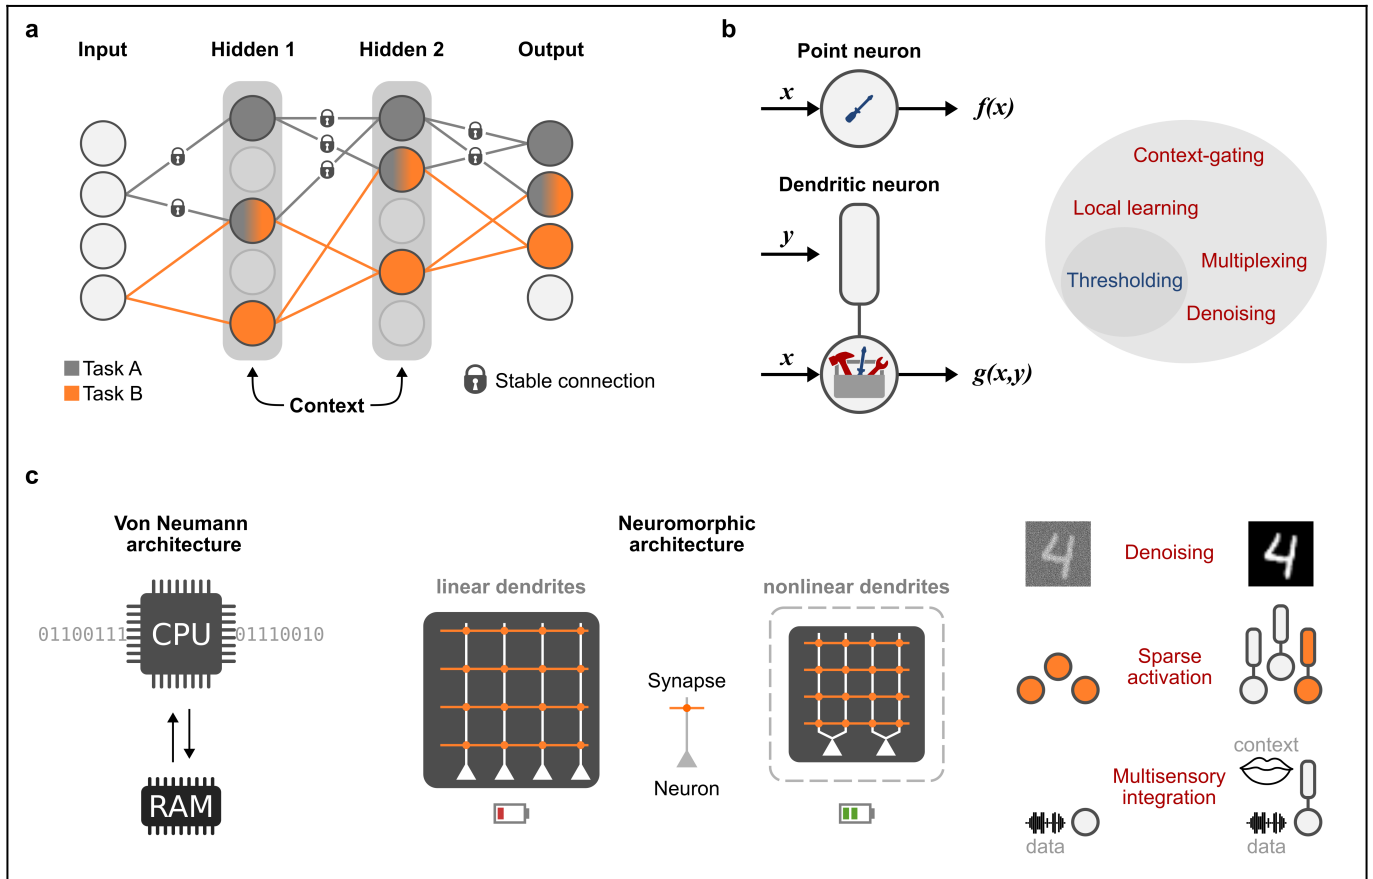 a
Input
Hidden 1
Hidden 2
Output
Task A
Task B
Context
Stable connection
b
Point neuron
x
f(x)
Dendritic neuron
y
x
g(x,y)
Context-gating
Local learning
Multiplexing
Thresholding
Denoising
c
Von Neumann
architecture
01100111
CPU
01110010
RAM
Neuromorphic
architecture
linear dendrites
nonlinear dendrites
Synapse
Neuron
4
Denoising
4
Sparse
activation
Multisensory
integration
context
data
data